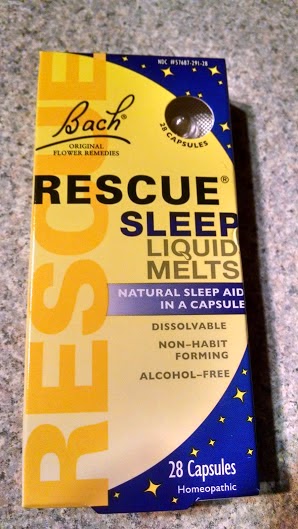 NDC #57687-291-28
Bach®
ORIGINAL
FLOWER REMEDIES
28 CAPSULES
RESCUE
RESCUE®
SLEEP
LIQUID
MELTS
NATURAL SLEEP AID
IN A CAPSULE
DISSOLVABLE
NON-HABIT
FORMING
ALCOHOL-FREE
28 Capsules
Homeopathic